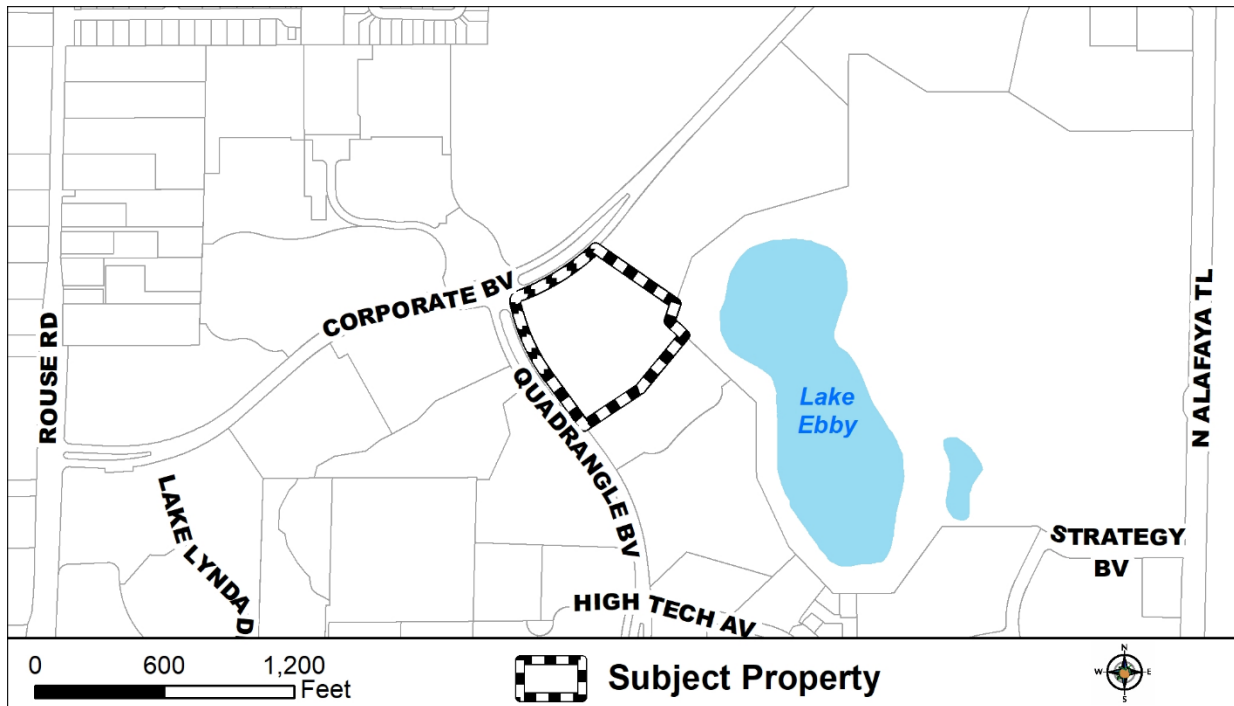 CORPORATE BV
ROUSE RD
N ALAFAYA TL
QUADRANGLE BV
Lake
Ebby
LAKE LYNDA D
STRATEGY
BV
HIGH TECH AV
0 600 1,200
Feet
Subject Property
N
W E
S